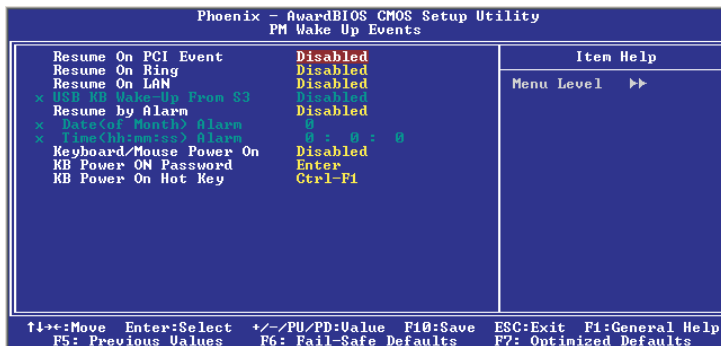 Phoenix - AwardBIOS CMOS Setup Utility
PM Wake Up Events
Resume On PCI Event Disabled
Resume On Ring Disabled
Resume On LAN Disabled
x USB KB Wake-Up From S3 Disabled
Resume by Alarm Disabled
x Date(of Month) Alarm 0
x Time(hh:mm:ss) Alarm 0 : 0 : 0
Keyboard/Mouse Power On Disabled
KB Power ON Password Enter
KB Power On Hot Key Ctrl-F1
Item Help
Menu Level ▸▸
↑↓→←:Move Enter:Select +/-/PU/PD:Value F10:Save ESC:Exit F1:General Help
F5: Previous Values F6: Fail-Safe Defaults F7: Optimized Defaults